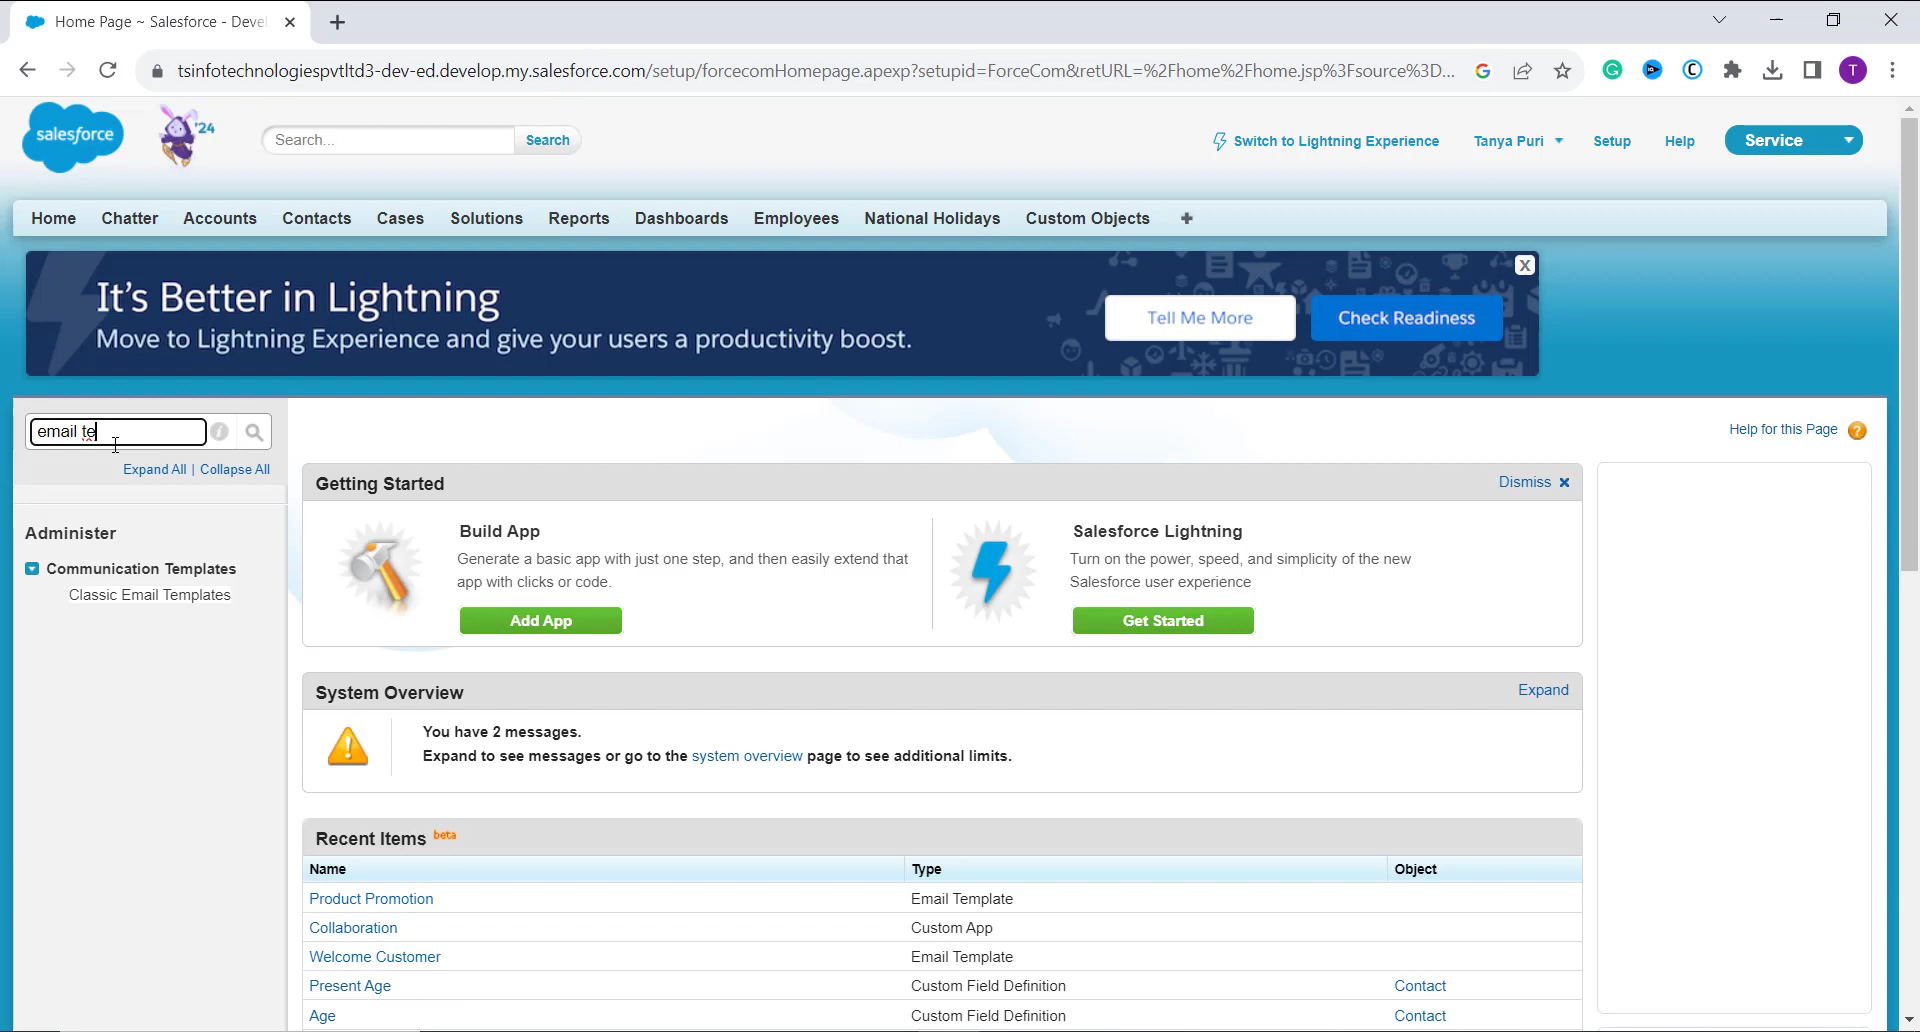 Home Page ~ Salesforce - Devel
tsinfotechnologiespvtltd3-dev-ed.develop.my.salesforce.com/setup/forcecomHomepage.apexp?setupid=ForceCom&retURL=%2Fhome%2Fhome.jsp%3Fsource%3D...
T
salesforce
'24
Search...
Search
Switch to Lightning Experience
Tanya Puri
Setup
Help
Service
Home Chatter Accounts Contacts Cases Solutions Reports Dashboards Employees National Holidays Custom Objects +
It's Better in Lightning
Move to Lightning Experience and give your users a productivity boost.
Tell Me More
Check Readiness
X
email te
Expand All | Collapse All
Help for this Page ?
Administer
Communication Templates
Classic Email Templates
Getting Started
Dismiss X
Build App
Generate a basic app with just one step, and then easily extend that
app with clicks or code.
Add App
Salesforce Lightning
Turn on the power, speed, and simplicity of the new
Salesforce user experience
Get Started
System Overview
Expand
You have 2 messages.
Expand to see messages or go to the system overview page to see additional limits.
Recent Items beta
Name Type Object
Product Promotion Email Template
Collaboration Custom App
Welcome Customer Email Template
Present Age Custom Field Definition Contact
Age Custom Field Definition Contact